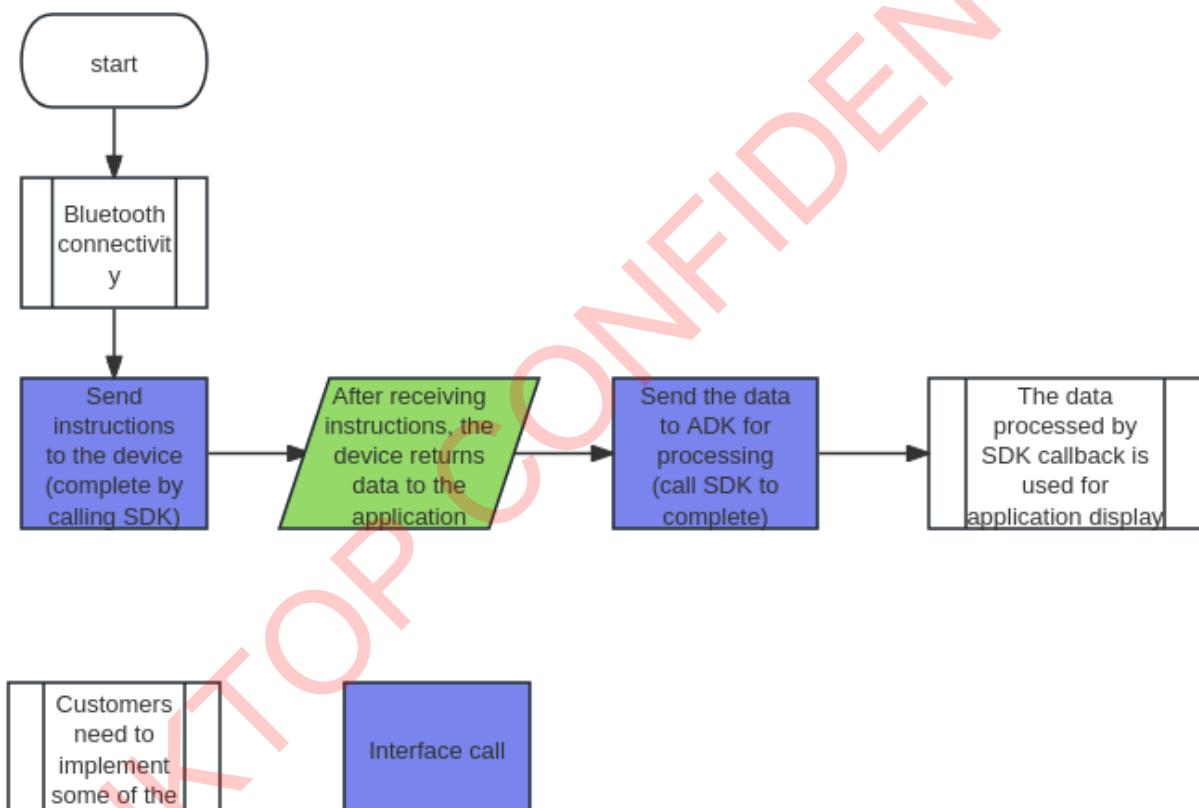 start
Bluetooth
connectivit
y
Send
instructions
to the device
(complete by
calling SDK)
After receiving
instructions, the
device returns
data to the
application
Send the data
to ADK for
processing
(call SDK to
complete)
The data
processed by
SDK callback is
used for
application display
Customers
need to
implement
some of the
Interface call
KTOP CONFIDEN